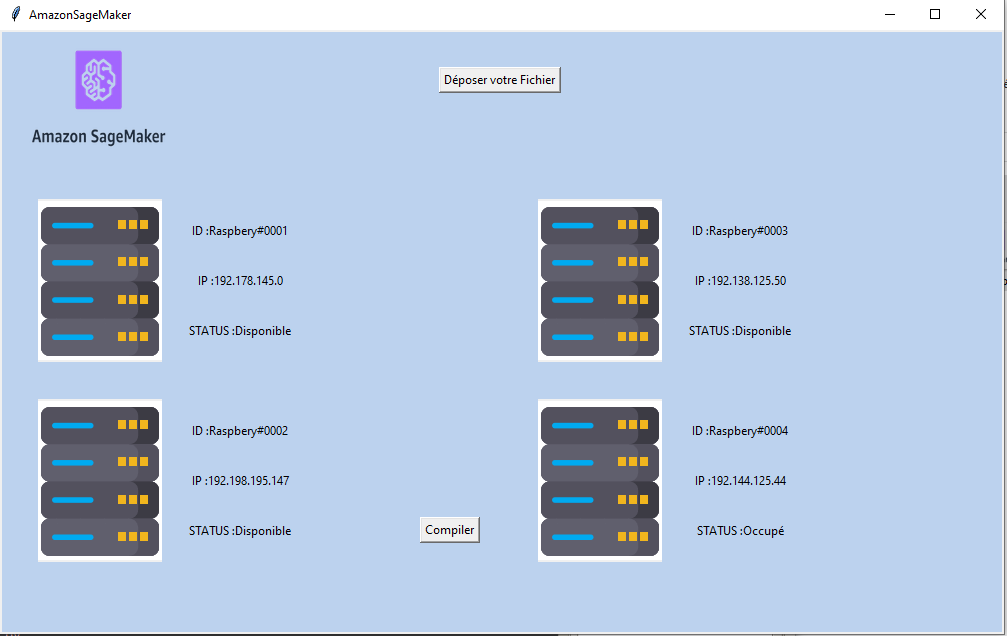 AmazonSageMaker
Déposer votre Fichier
Amazon SageMaker
ID :Raspbery#0001
IP :192.178.145.0
STATUS :Disponible
ID :Raspbery#0003
IP :192.138.125.50
STATUS :Disponible
ID :Raspbery#0002
IP :192.198.195.147
STATUS :Disponible
Compiler
ID :Raspbery#0004
IP :192.144.125.44
STATUS :Occupé